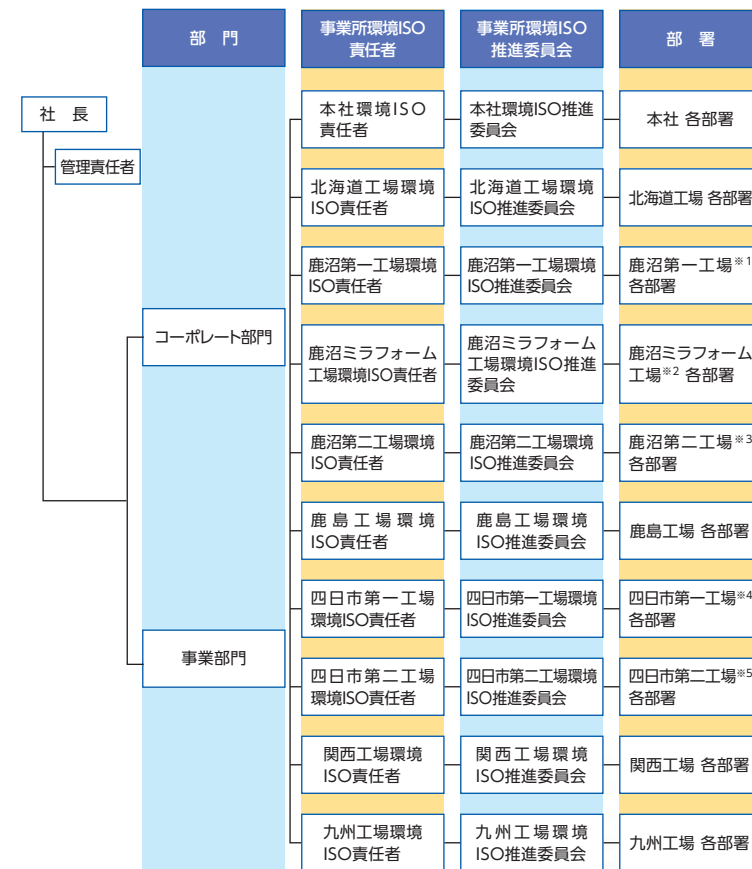 部 門
事業所環境ISO
責任者
事業所環境ISO
推進委員会
部 署
社 長
管理責任者
コーポレート部門
事業部門
本社環境ISO
責任者
本社環境ISO推進
委員会
本社 各部署
北海道工場環境
ISO責任者
北海道工場環境
ISO推進委員会
北海道工場 各部署
鹿沼第一工場環境
ISO責任者
鹿沼第一工場環境
ISO推進委員会
鹿沼第一工場※1
各部署
鹿沼ミラフォーム
工場環境ISO責任者
鹿沼ミラフォーム
工場環境ISO推進
委員会
鹿沼ミラフォーム
工場※2 各部署
鹿沼第二工場環境
ISO責任者
鹿沼第二工場環境
ISO推進委員会
鹿沼第二工場※3
各部署
鹿島工場環境
ISO責任者
鹿島工場環境
ISO推進委員会
鹿島工場 各部署
四日市第一工場
環境ISO責任者
四日市第一工場環境
ISO推進委員会
四日市第一工場※4
各部署
四日市第二工場
環境ISO責任者
四日市第二工場環境
ISO推進委員会
四日市第二工場※5
各部署
関西工場環境
ISO責任者
関西工場環境
ISO推進委員会
関西工場 各部署
九州工場環境
ISO責任者
九州工場環境
ISO推進委員会
九州工場 各部署